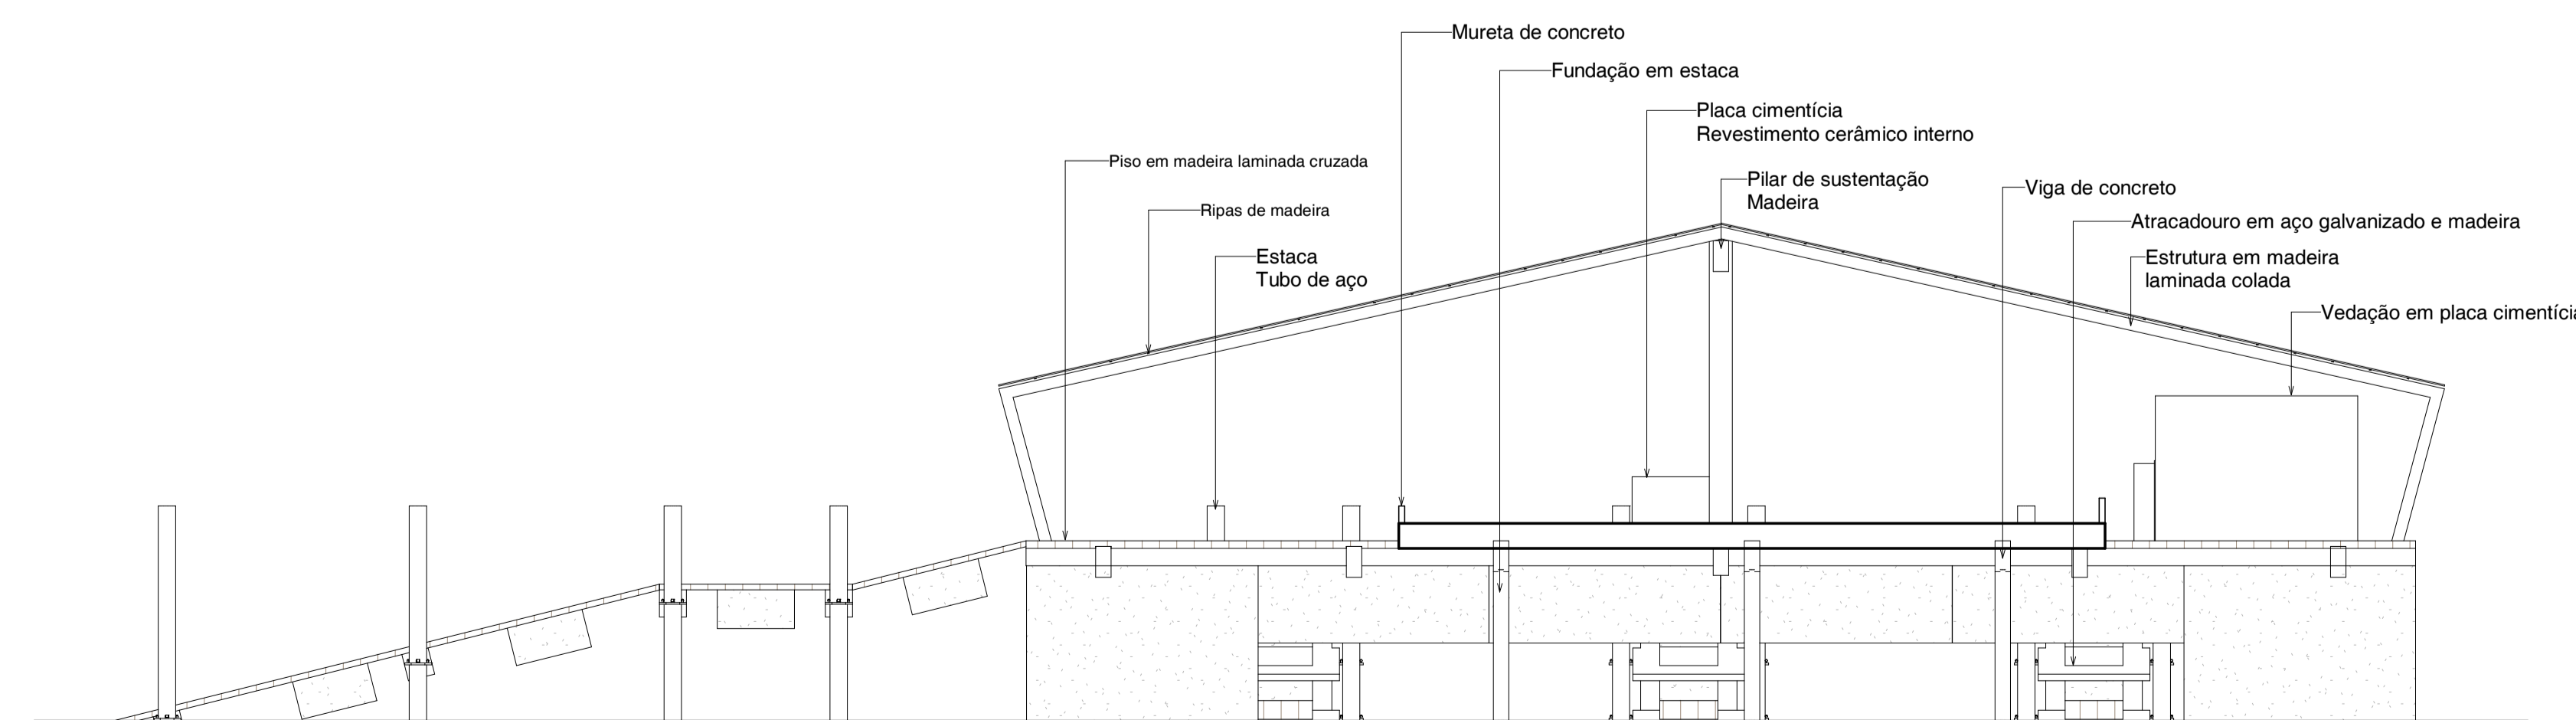 Mureta de concreto
Fundação em estaca
Placa cimentícia
Revestimento cerâmico interno
Piso em madeira laminada cruzada
Pilar de sustentação
Madeira
Viga de concreto
Ripas de madeira
Atracadouro em aço galvanizado e madeira
Estaca
Tubo de aço
Estrutura em madeira
laminada colada
Vedação em placa cimentícia